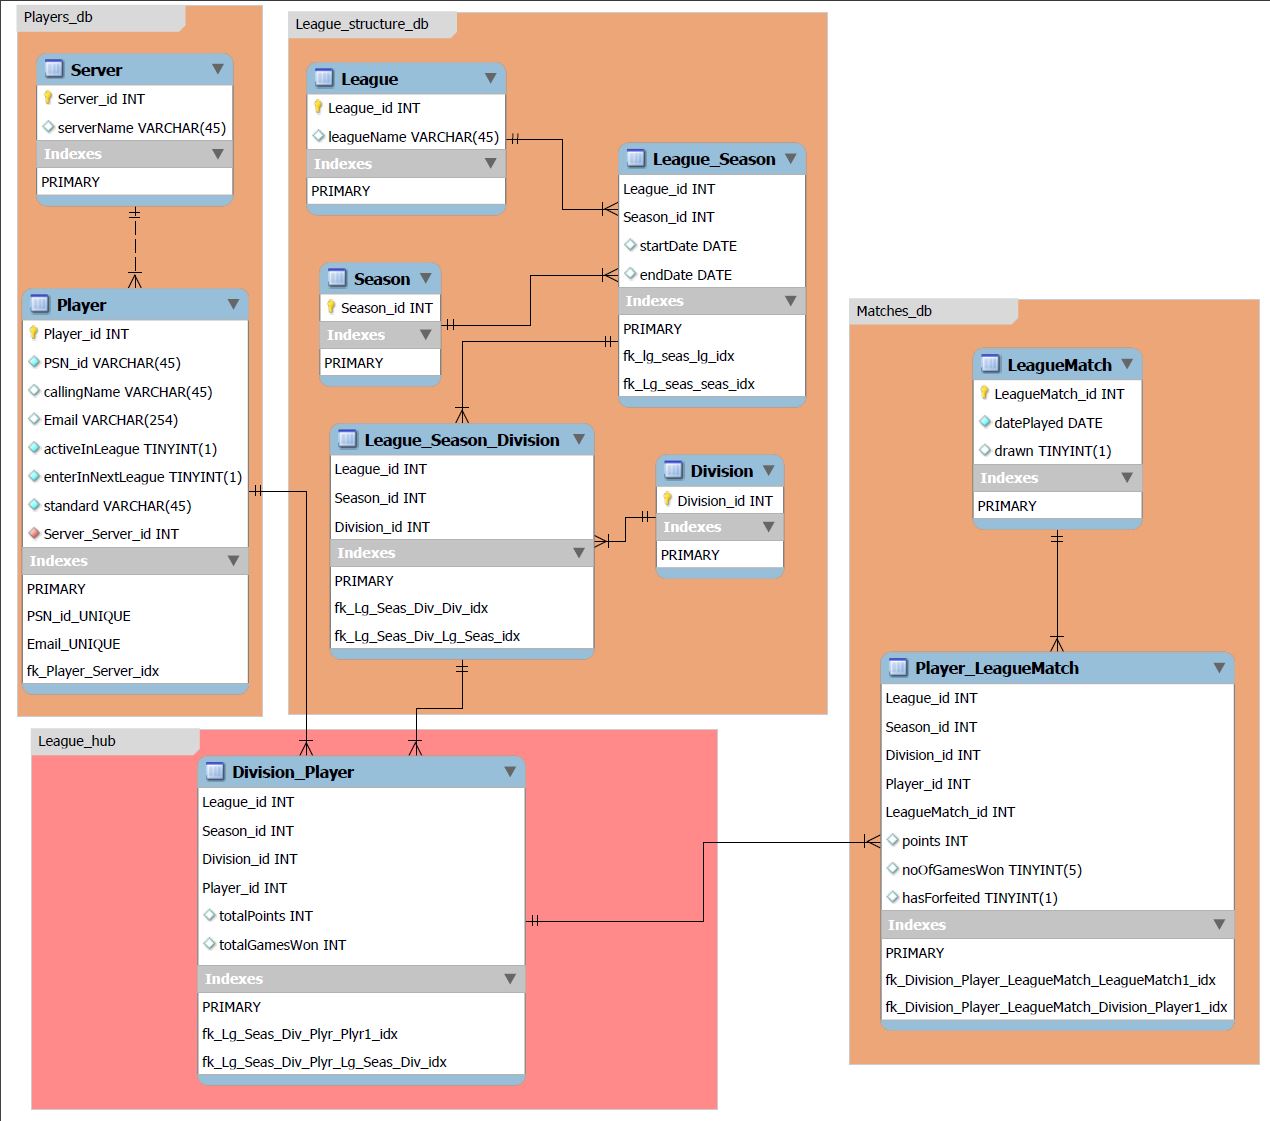 Players_db
Server
Server_id INT
serverName VARCHAR(45)
Indexes
PRIMARY
Player
Player_id INT
PSN_id VARCHAR(45)
callingName VARCHAR(45)
Email VARCHAR(254)
activeInLeague TINYINT(1)
enterInNextLeague TINYINT(1)
standard VARCHAR(45)
Server_Server_id INT
Indexes
PRIMARY
PSN_id_UNIQUE
Email_UNIQUE
fk_Player_Server_idx
League_structure_db
League
League_id INT
leagueName VARCHAR(45)
Indexes
PRIMARY
League_Season
League_id INT
Season_id INT
startDate DATE
endDate DATE
Indexes
PRIMARY
fk_lg_seas_lg_idx
fk_Lg_seas_seas_idx
Season
Season_id INT
Indexes
PRIMARY
League_Season_Division
League_id INT
Season_id INT
Division_id INT
Indexes
PRIMARY
fk_Lg_Seas_Div_Div_idx
fk_Lg_Seas_Div_Lg_Seas_idx
Division
Division_id INT
Indexes
PRIMARY
Matches_db
LeagueMatch
LeagueMatch_id INT
datePlayed DATE
drawn TINYINT(1)
Indexes
PRIMARY
Player_LeagueMatch
League_id INT
Season_id INT
Division_id INT
Player_id INT
LeagueMatch_id INT
points INT
noOfGamesWon TINYINT(5)
hasForfeited TINYINT(1)
Indexes
PRIMARY
fk_Division_Player_LeagueMatch_LeagueMatch1_idx
fk_Division_Player_LeagueMatch_Division_Player1_idx
League_hub
Division_Player
League_id INT
Season_id INT
Division_id INT
Player_id INT
totalPoints INT
totalGamesWon INT
Indexes
PRIMARY
fk_Lg_Seas_Div_Plyr_Plyr1_idx
fk_Lg_Seas_Div_Plyr_Lg_Seas_Div_idx